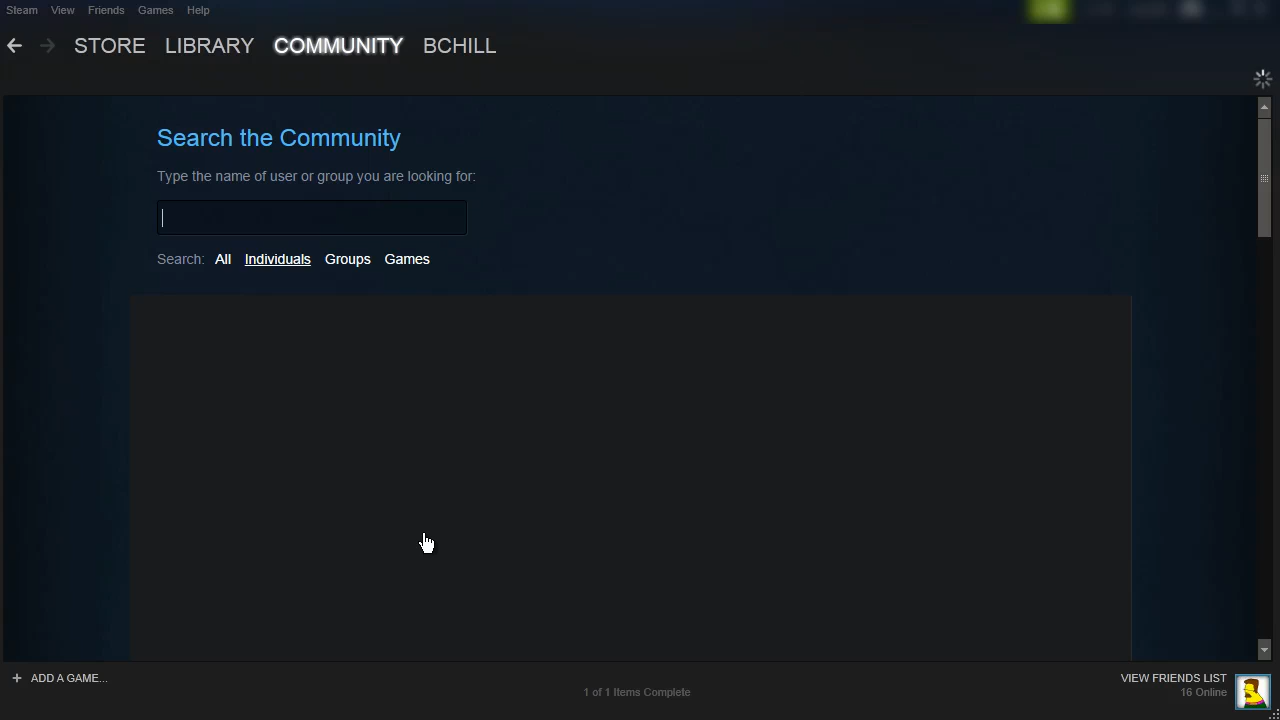 Steam View Friends Games Help
STORE LIBRARY COMMUNITY BCHILL
Search the Community
Type the name of user or group you are looking for:
Search: All Individuals Groups Games
+ ADD A GAME...
1 of 1 Items Complete
VIEW FRIENDS LIST
16 Online